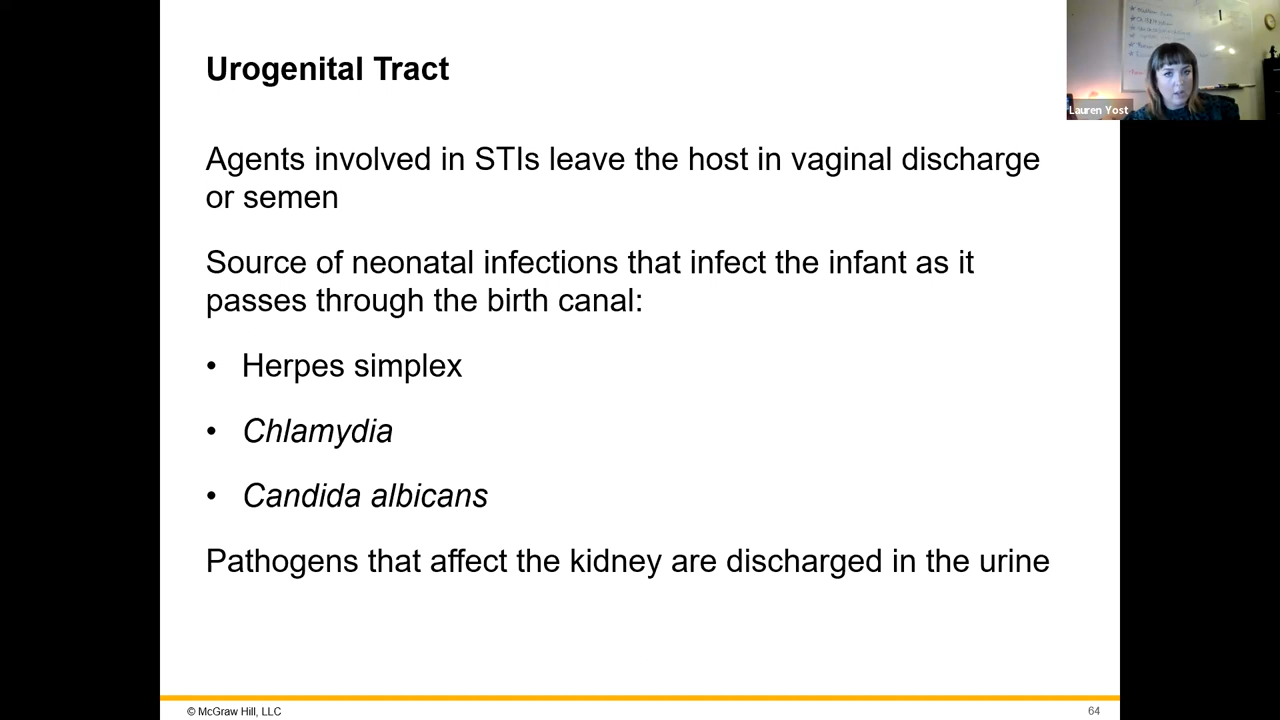 Urogenital Tract
Lauren Yost
Agents involved in STIs leave the host in vaginal discharge
or semen
Source of neonatal infections that infect the infant as it
passes through the birth canal:
• Herpes simplex
• Chlamydia
• Candida albicans
Pathogens that affect the kidney are discharged in the urine
© McGraw Hill, LLC
64